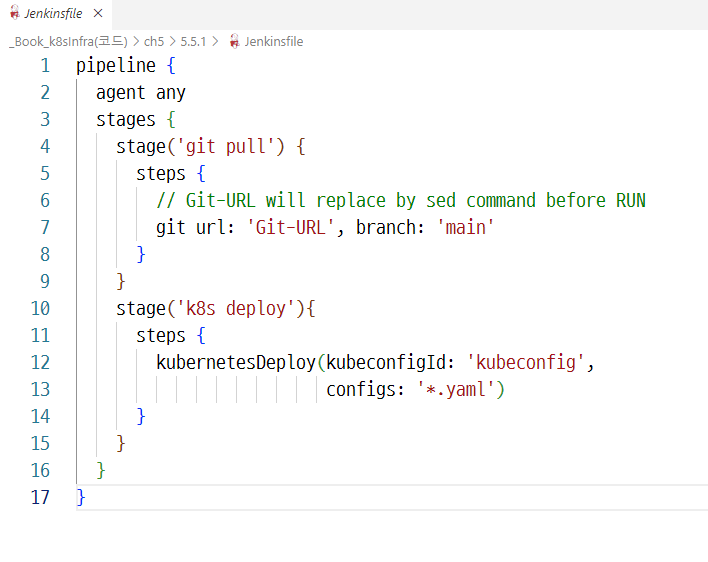 Jenkinsfile ×
_Book_k8sInfra(코드) > ch5 > 5.5.1 > Jenkinsfile
1 pipeline {
2 agent any
3 stages {
4 stage('git pull') {
5 steps {
6 // Git-URL will replace by sed command before RUN
7 git url: 'Git-URL', branch: 'main'
8 }
9 }
10 stage('k8s deploy'){
11 steps {
12 kubernetesDeploy(kubeconfigId: 'kubeconfig',
13 configs: '*.yaml')
14 }
15 }
16 }
17 }